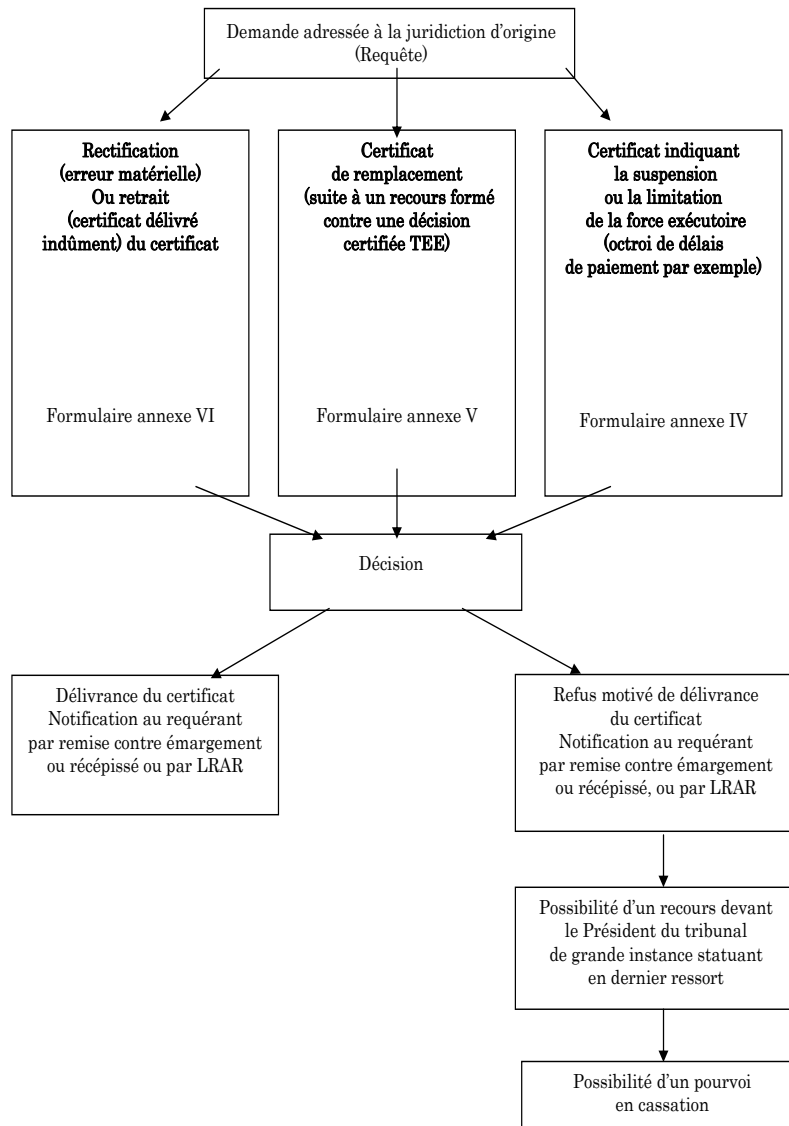 Demande adressée à la juridiction d'origine
(Requête)
Rectification
(erreur matérielle)
Ou retrait
(certificat délivré
indûment) du certificat
Formulaire annexe VI
Certificat
de remplacement
(suite à un recours formé
contre une décision
certifiée TEE)
Formulaire annexe V
Certificat indiquant
la suspension
ou la limitation
de la force exécutoire
(octroi de délais
de paiement par exemple)
Formulaire annexe IV
Décision
Délivrance du certificat
Notification au requérant
par remise contre émargement
ou récépissé ou par LRAR
Refus motivé de délivrance
du certificat
Notification au requérant
par remise contre émargement
ou récépissé, ou par LRAR
Possibilité d'un recours devant
le Président du tribunal
de grande instance statuant
en dernier ressort
Possibilité d'un pourvoi
en cassation